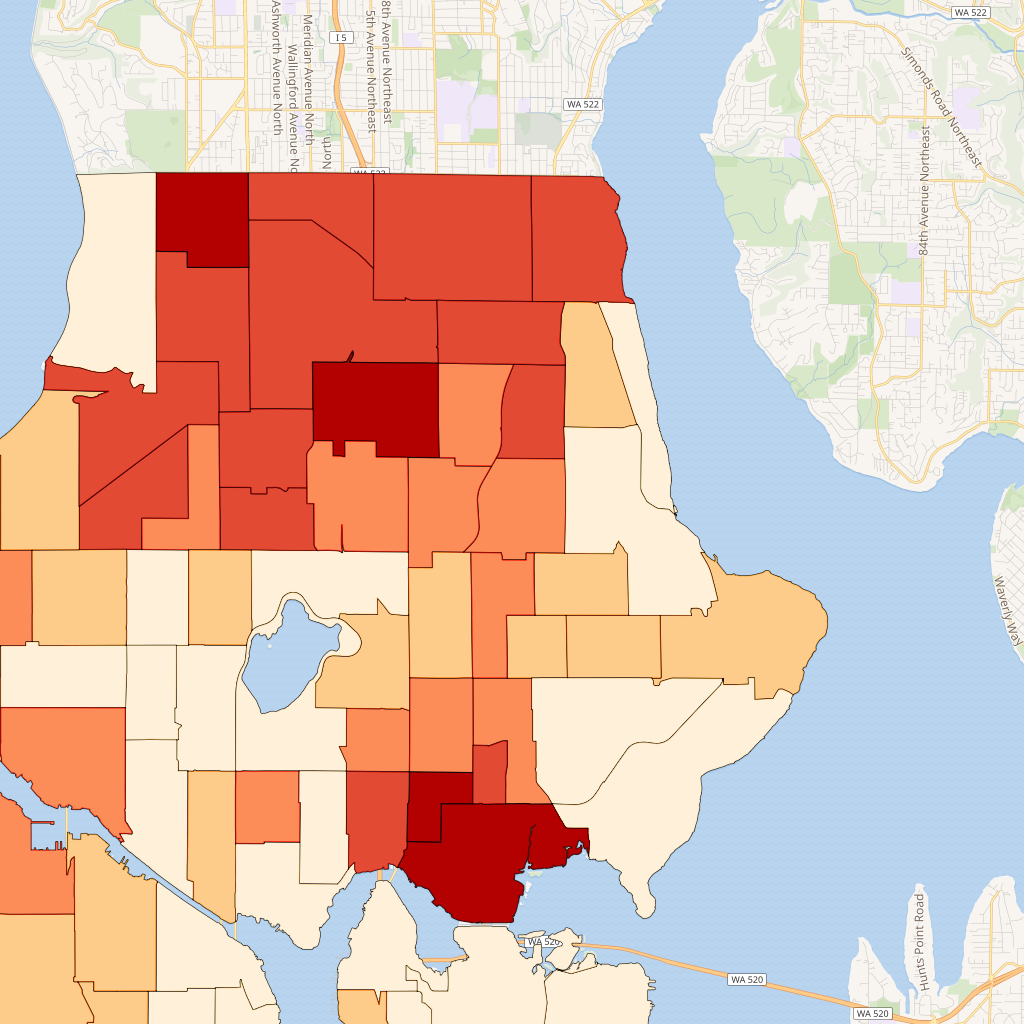 WA 522
I 5
Ashworth Avenue North
Meridian Avenue North
Wallingford Avenue No
North
5th Avenue Northeast
8th Avenue Northeast
WA 522
Simonds Road Northeast
84th Avenue Northeast
WA 522
Waverly Way
WA 520
WA 520
WA 520
Hunts Point Road